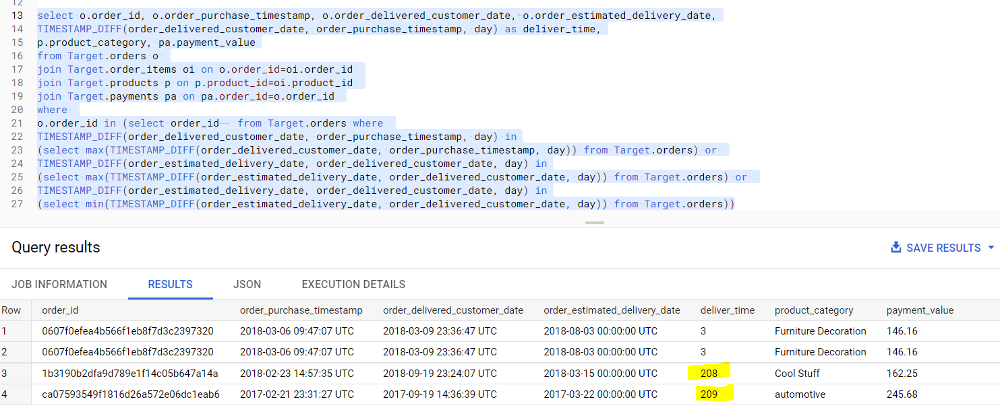 12
13 select o.order_id, o.order_purchase_timestamp, o.order_delivered_customer_date, o.order_estimated_delivery_date,
14 TIMESTAMP_DIFF(order_delivered_customer_date, order_purchase_timestamp, day) as deliver_time,
15 p.product_category, pa.payment_value
16 from Target.orders o
17 join Target.order_items oi on o.order_id=oi.order_id
18 join Target.products p on p.product_id=oi.product_id
19 join Target.payments pa on pa.order_id=o.order_id
20 where
21 o.order_id in (select order_id from Target.orders where
22 TIMESTAMP_DIFF(order_delivered_customer_date, order_purchase_timestamp, day) in
23 (select max(TIMESTAMP_DIFF(order_delivered_customer_date, order_purchase_timestamp, day)) from Target.orders) or
24 TIMESTAMP_DIFF(order_estimated_delivery_date, order_delivered_customer_date, day) in
25 (select max(TIMESTAMP_DIFF(order_estimated_delivery_date, order_delivered_customer_date, day)) from Target.orders) or
26 TIMESTAMP_DIFF(order_estimated_delivery_date, order_delivered_customer_date, day) in
27 (select min(TIMESTAMP_DIFF(order_estimated_delivery_date, order_delivered_customer_date, day)) from Target.orders))
Query results
SAVE RESULTS
JOB INFORMATION RESULTS JSON EXECUTION DETAILS
Row order_id order_purchase_timestamp order_delivered_customer_date order_estimated_delivery_date deliver_time product_category payment_value
1 0607f0efea4b566f1eb8f7d3c2397320 2018-03-06 09:47:07 UTC 2018-03-09 23:36:47 UTC 2018-08-03 00:00:00 UTC 3 Furniture Decoration 146.16
2 0607f0efea4b566f1eb8f7d3c2397320 2018-03-06 09:47:07 UTC 2018-03-09 23:36:47 UTC 2018-08-03 00:00:00 UTC 3 Furniture Decoration 146.16
3 1b3190b2dfa9d789e1f14c05b647a14a 2018-02-23 14:57:35 UTC 2018-09-19 23:24:07 UTC 2018-03-15 00:00:00 UTC 208 Cool Stuff 162.25
4 ca07593549f1816d26a572e06dc1eab6 2017-02-21 23:31:27 UTC 2017-09-19 14:36:39 UTC 2017-03-22 00:00:00 UTC 209 automotive 245.68